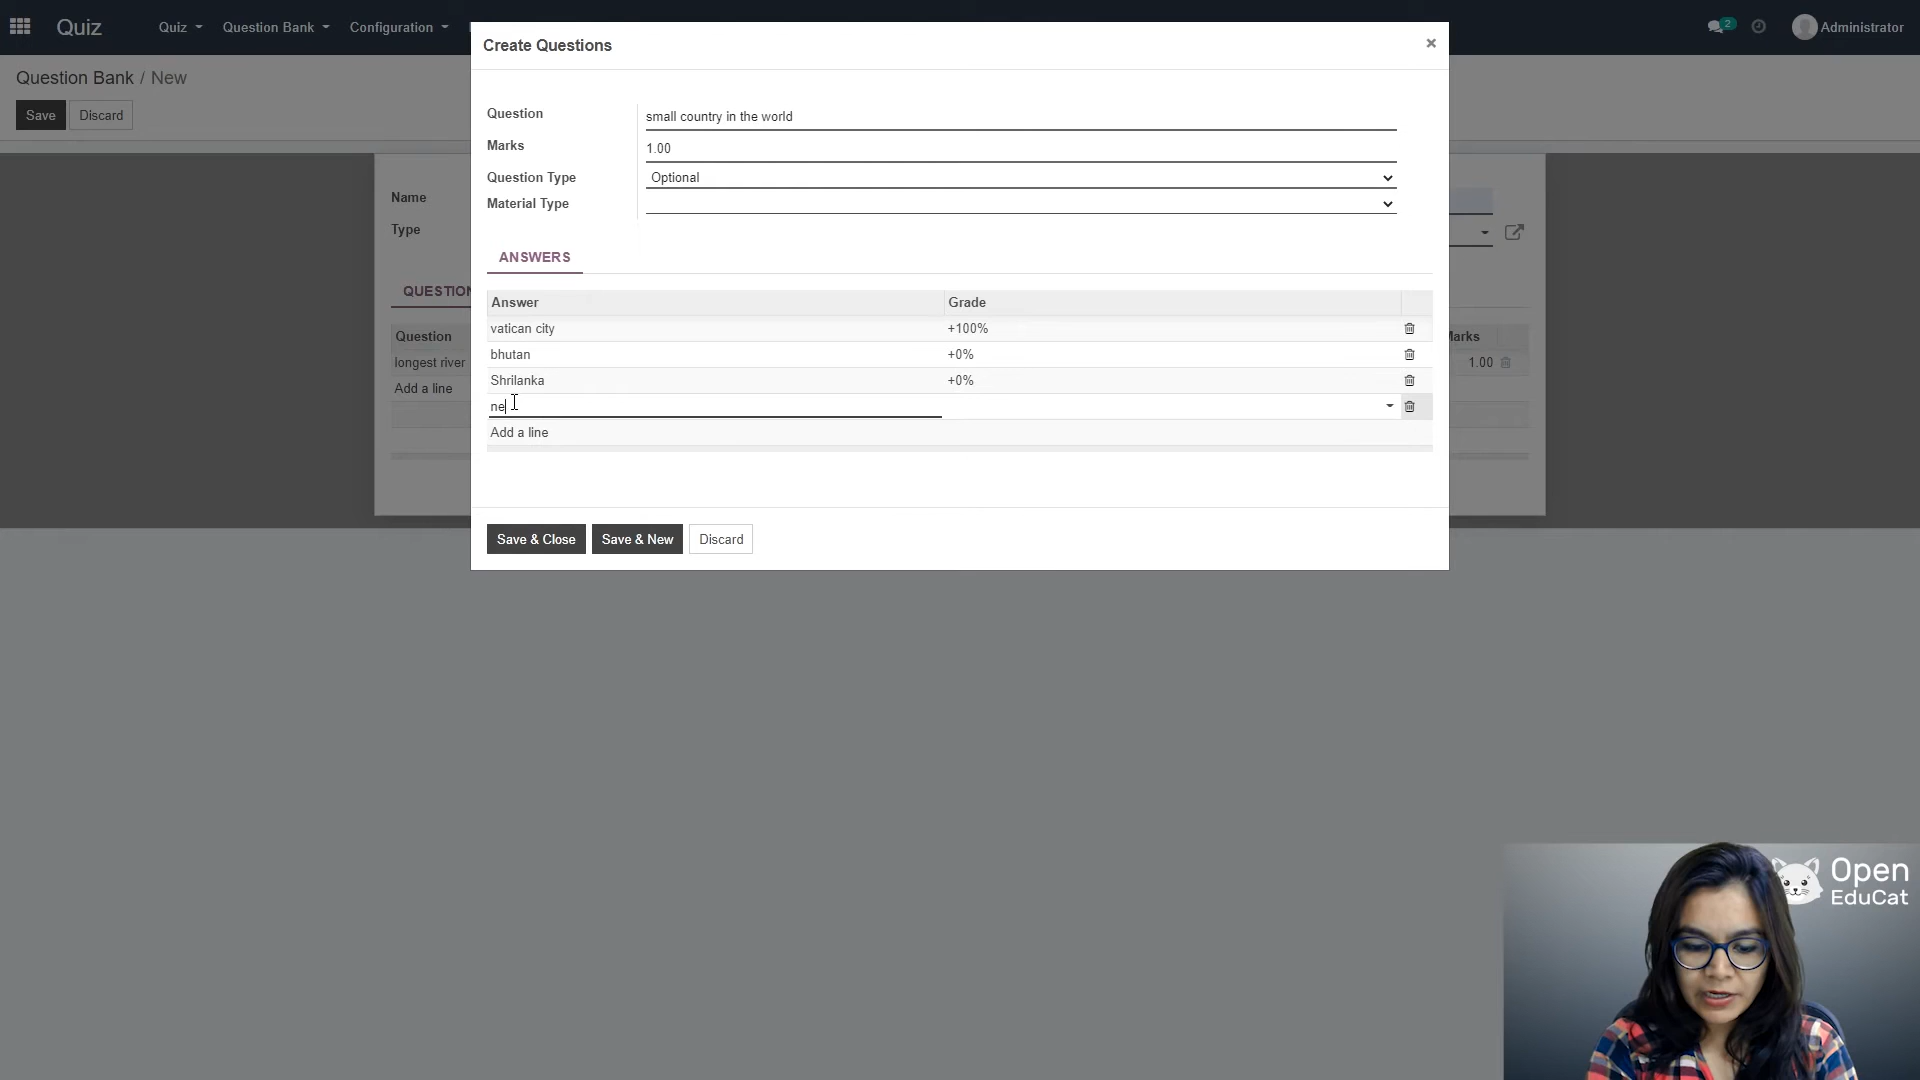 Quiz
Quiz
Question Bank
Configuration
2
Administrator
Question Bank / New
Save
Discard
Name
Type
QUESTION
Question
Marks
longest river
1.00
Add a line
Create Questions
×
Question
small country in the world
Marks
1.00
Question Type
Optional
Material Type
ANSWERS
Answer
Grade
vatican city
+100%
bhutan
+0%
Shrilanka
+0%
ne
Add a line
Save & Close
Save & New
Discard
Open
EduCat